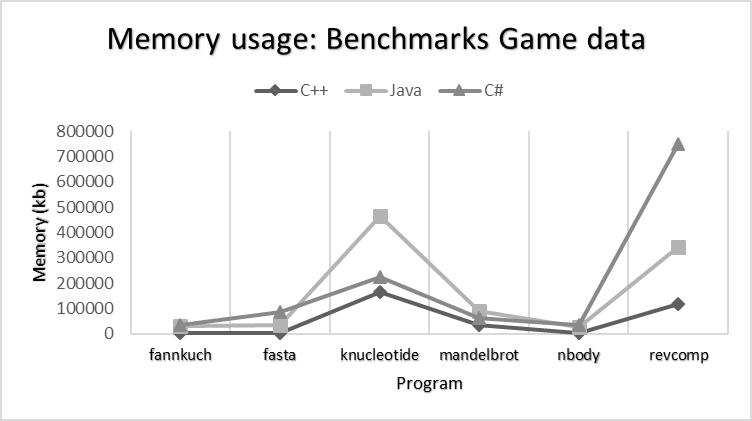 Memory usage: Benchmarks Game data
C++ Java C#
800000
700000
600000
500000
400000
300000
200000
100000
0
Memory (kb)
fannkuch fasta knucleotide mandelbrot nbody revcomp
Program